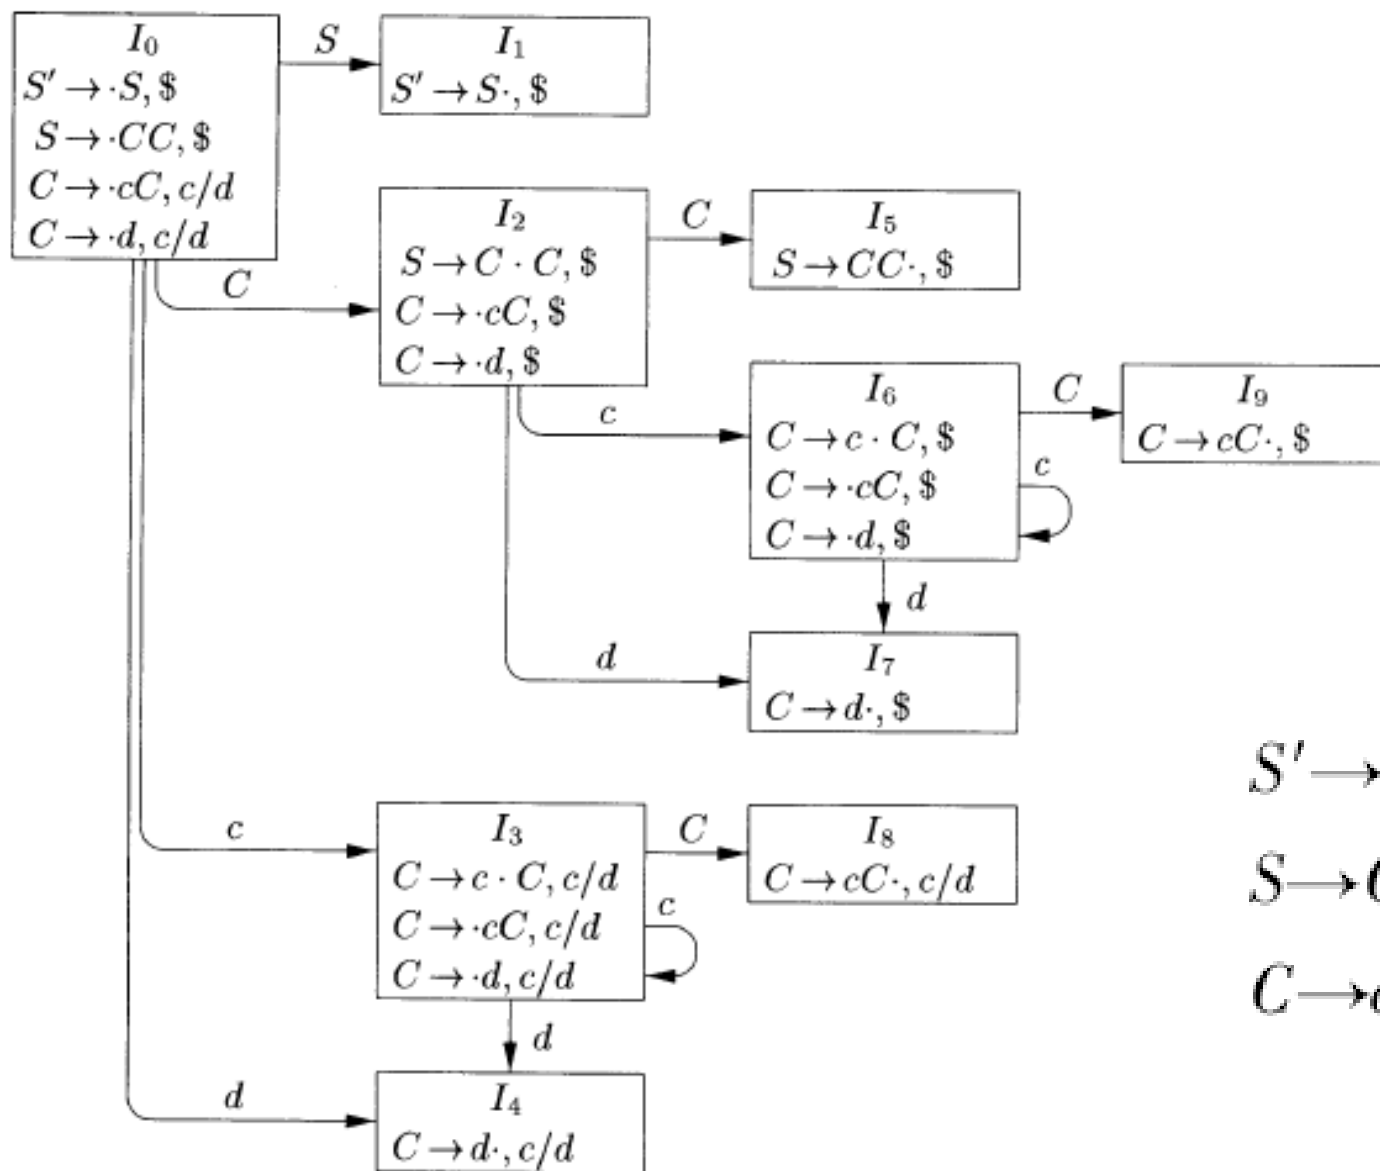 I₀
S′ → ·S, $
S → ·CC, $
C → ·cC, c/d
C → ·d, c/d
S
I₁
S′ → S·, $
C
I₂
S → C · C, $
C → ·cC, $
C → ·d, $
C
I₅
S → CC·, $
c
I₆
C → c · C, $
C → ·cC, $
C → ·d, $
C
I₉
C → cC·, $
c
d
d
I₇
C → d·, $
c
I₃
C → c · C, c/d
C → ·cC, c/d
C → ·d, c/d
C
I₈
C → cC·, c/d
c
d
d
I₄
C → d·, c/d
S′ →
S →
C →